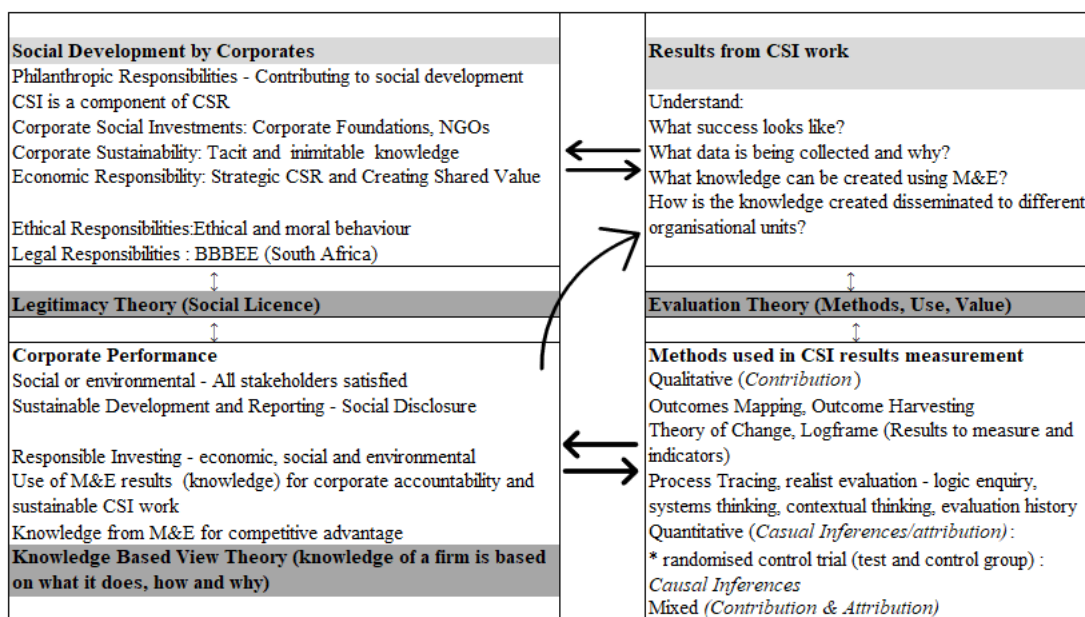 Social Development by Corporates
Philanthropic Responsibilities - Contributing to social development
CSI is a component of CSR
Corporate Social Investments: Corporate Foundations, NGOs
Corporate Sustainability: Tacit and inimitable knowledge
Economic Responsibility: Strategic CSR and Creating Shared Value
Ethical Responsibilities:Ethical and moral behaviour
Legal Responsibilities : BBBEE (South Africa)
Legitimacy Theory (Social Licence)
Corporate Performance
Social or environmental - All stakeholders satisfied
Sustainable Development and Reporting - Social Disclosure
Responsible Investing - economic, social and environmental
Use of M&E results (knowledge) for corporate accountability and
sustainable CSI work
Knowledge from M&E for competitive advantage
Knowledge Based View Theory (knowledge of a firm is based
on what it does, how and why)
Results from CSI work
Understand:
What success looks like?
What data is being collected and why?
What knowledge can be created using M&E?
How is the knowledge created disseminated to different
organisational units?
Evaluation Theory (Methods, Use, Value)
Methods used in CSI results measurement
Qualitative (Contribution)
Outcomes Mapping, Outcome Harvesting
Theory of Change, Logframe (Results to measure and
indicators)
Process Tracing, realist evaluation - logic enquiry,
systems thinking, contextual thinking, evaluation history
Quantitative (Casual Inferences/attribution) :
* randomised control trial (test and control group) :
Causal Inferences
Mixed (Contribution & Attribution)